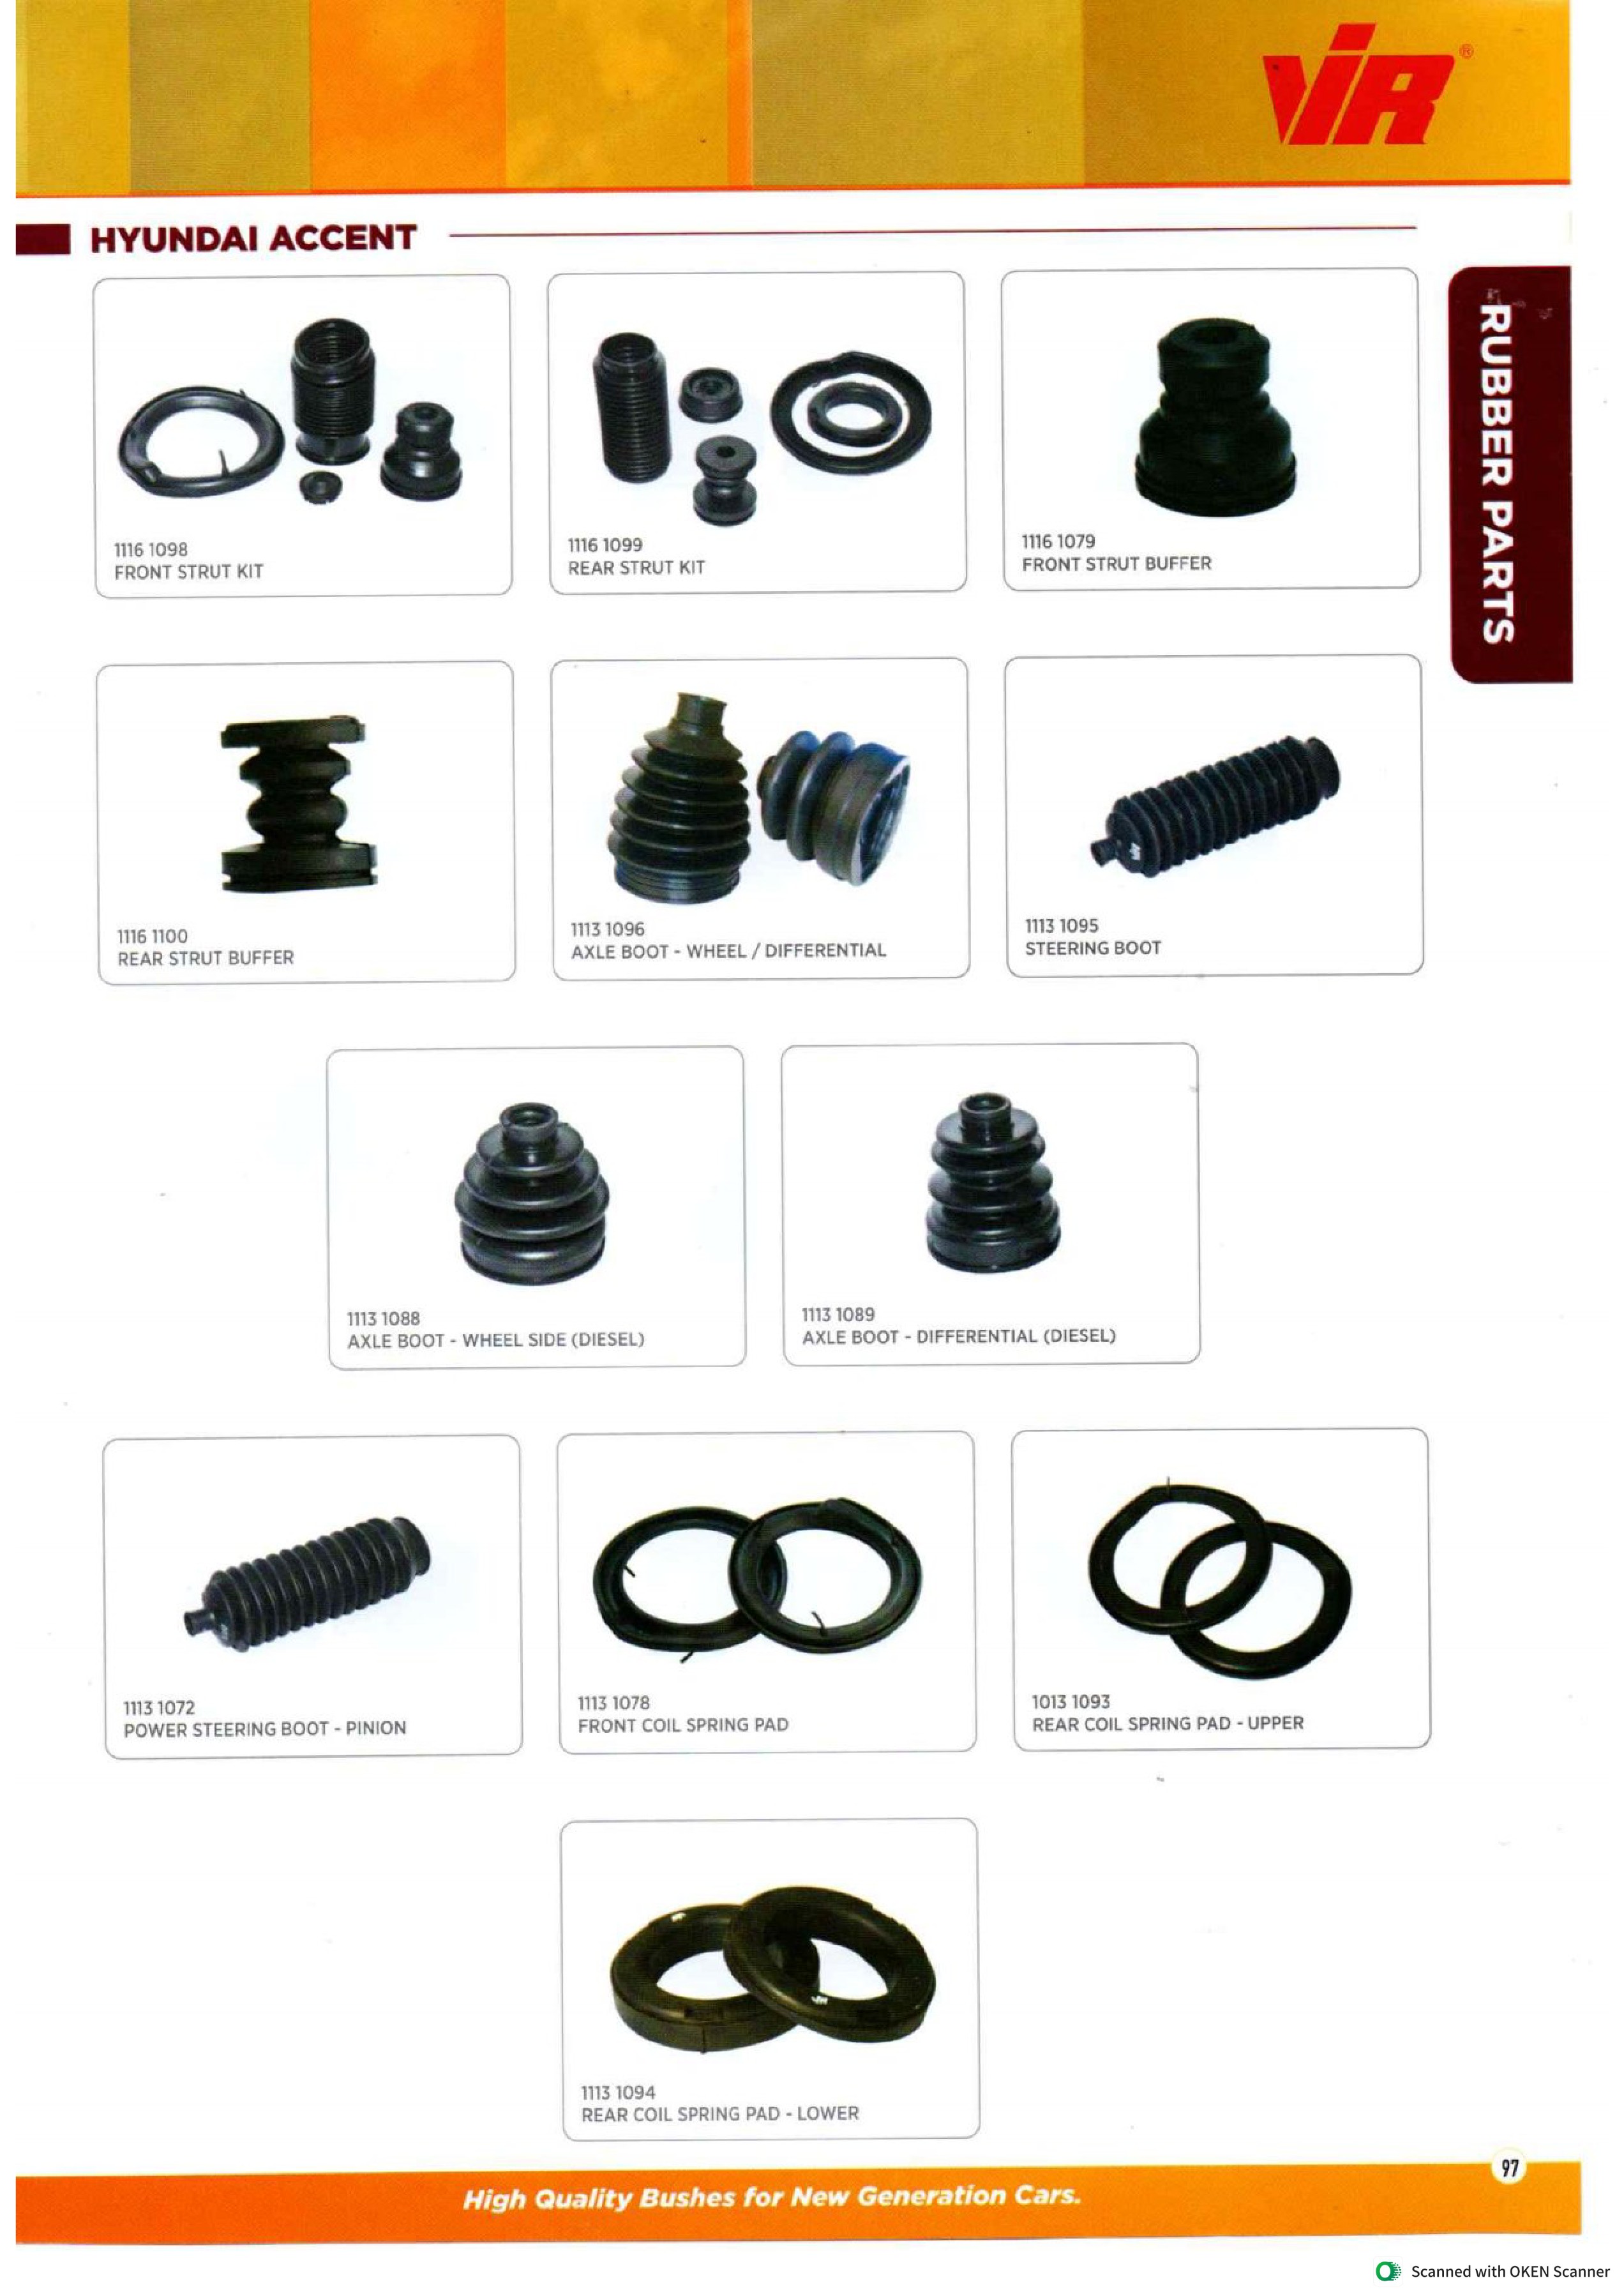 ViR®
HYUNDAI ACCENT
RUBBER PARTS
1116 1098
FRONT STRUT KIT
1116 1099
REAR STRUT KIT
1116 1079
FRONT STRUT BUFFER
1116 1100
REAR STRUT BUFFER
1113 1096
AXLE BOOT - WHEEL / DIFFERENTIAL
1113 1095
STEERING BOOT
1113 1088
AXLE BOOT - WHEEL SIDE (DIESEL)
1113 1089
AXLE BOOT - DIFFERENTIAL (DIESEL)
1113 1072
POWER STEERING BOOT - PINION
1113 1078
FRONT COIL SPRING PAD
1013 1093
REAR COIL SPRING PAD - UPPER
1113 1094
REAR COIL SPRING PAD - LOWER
97
High Quality Bushes for New Generation Cars.
Scanned with OKEN Scanner